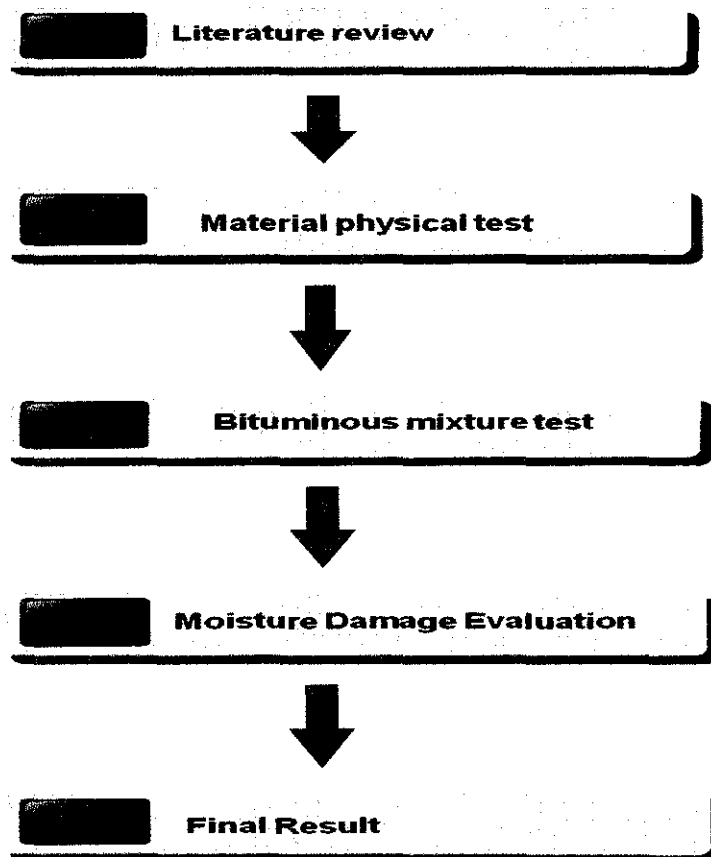 Literature review
Material physical test
Bituminous mixture test
Moisture Damage Evaluation
Final Result